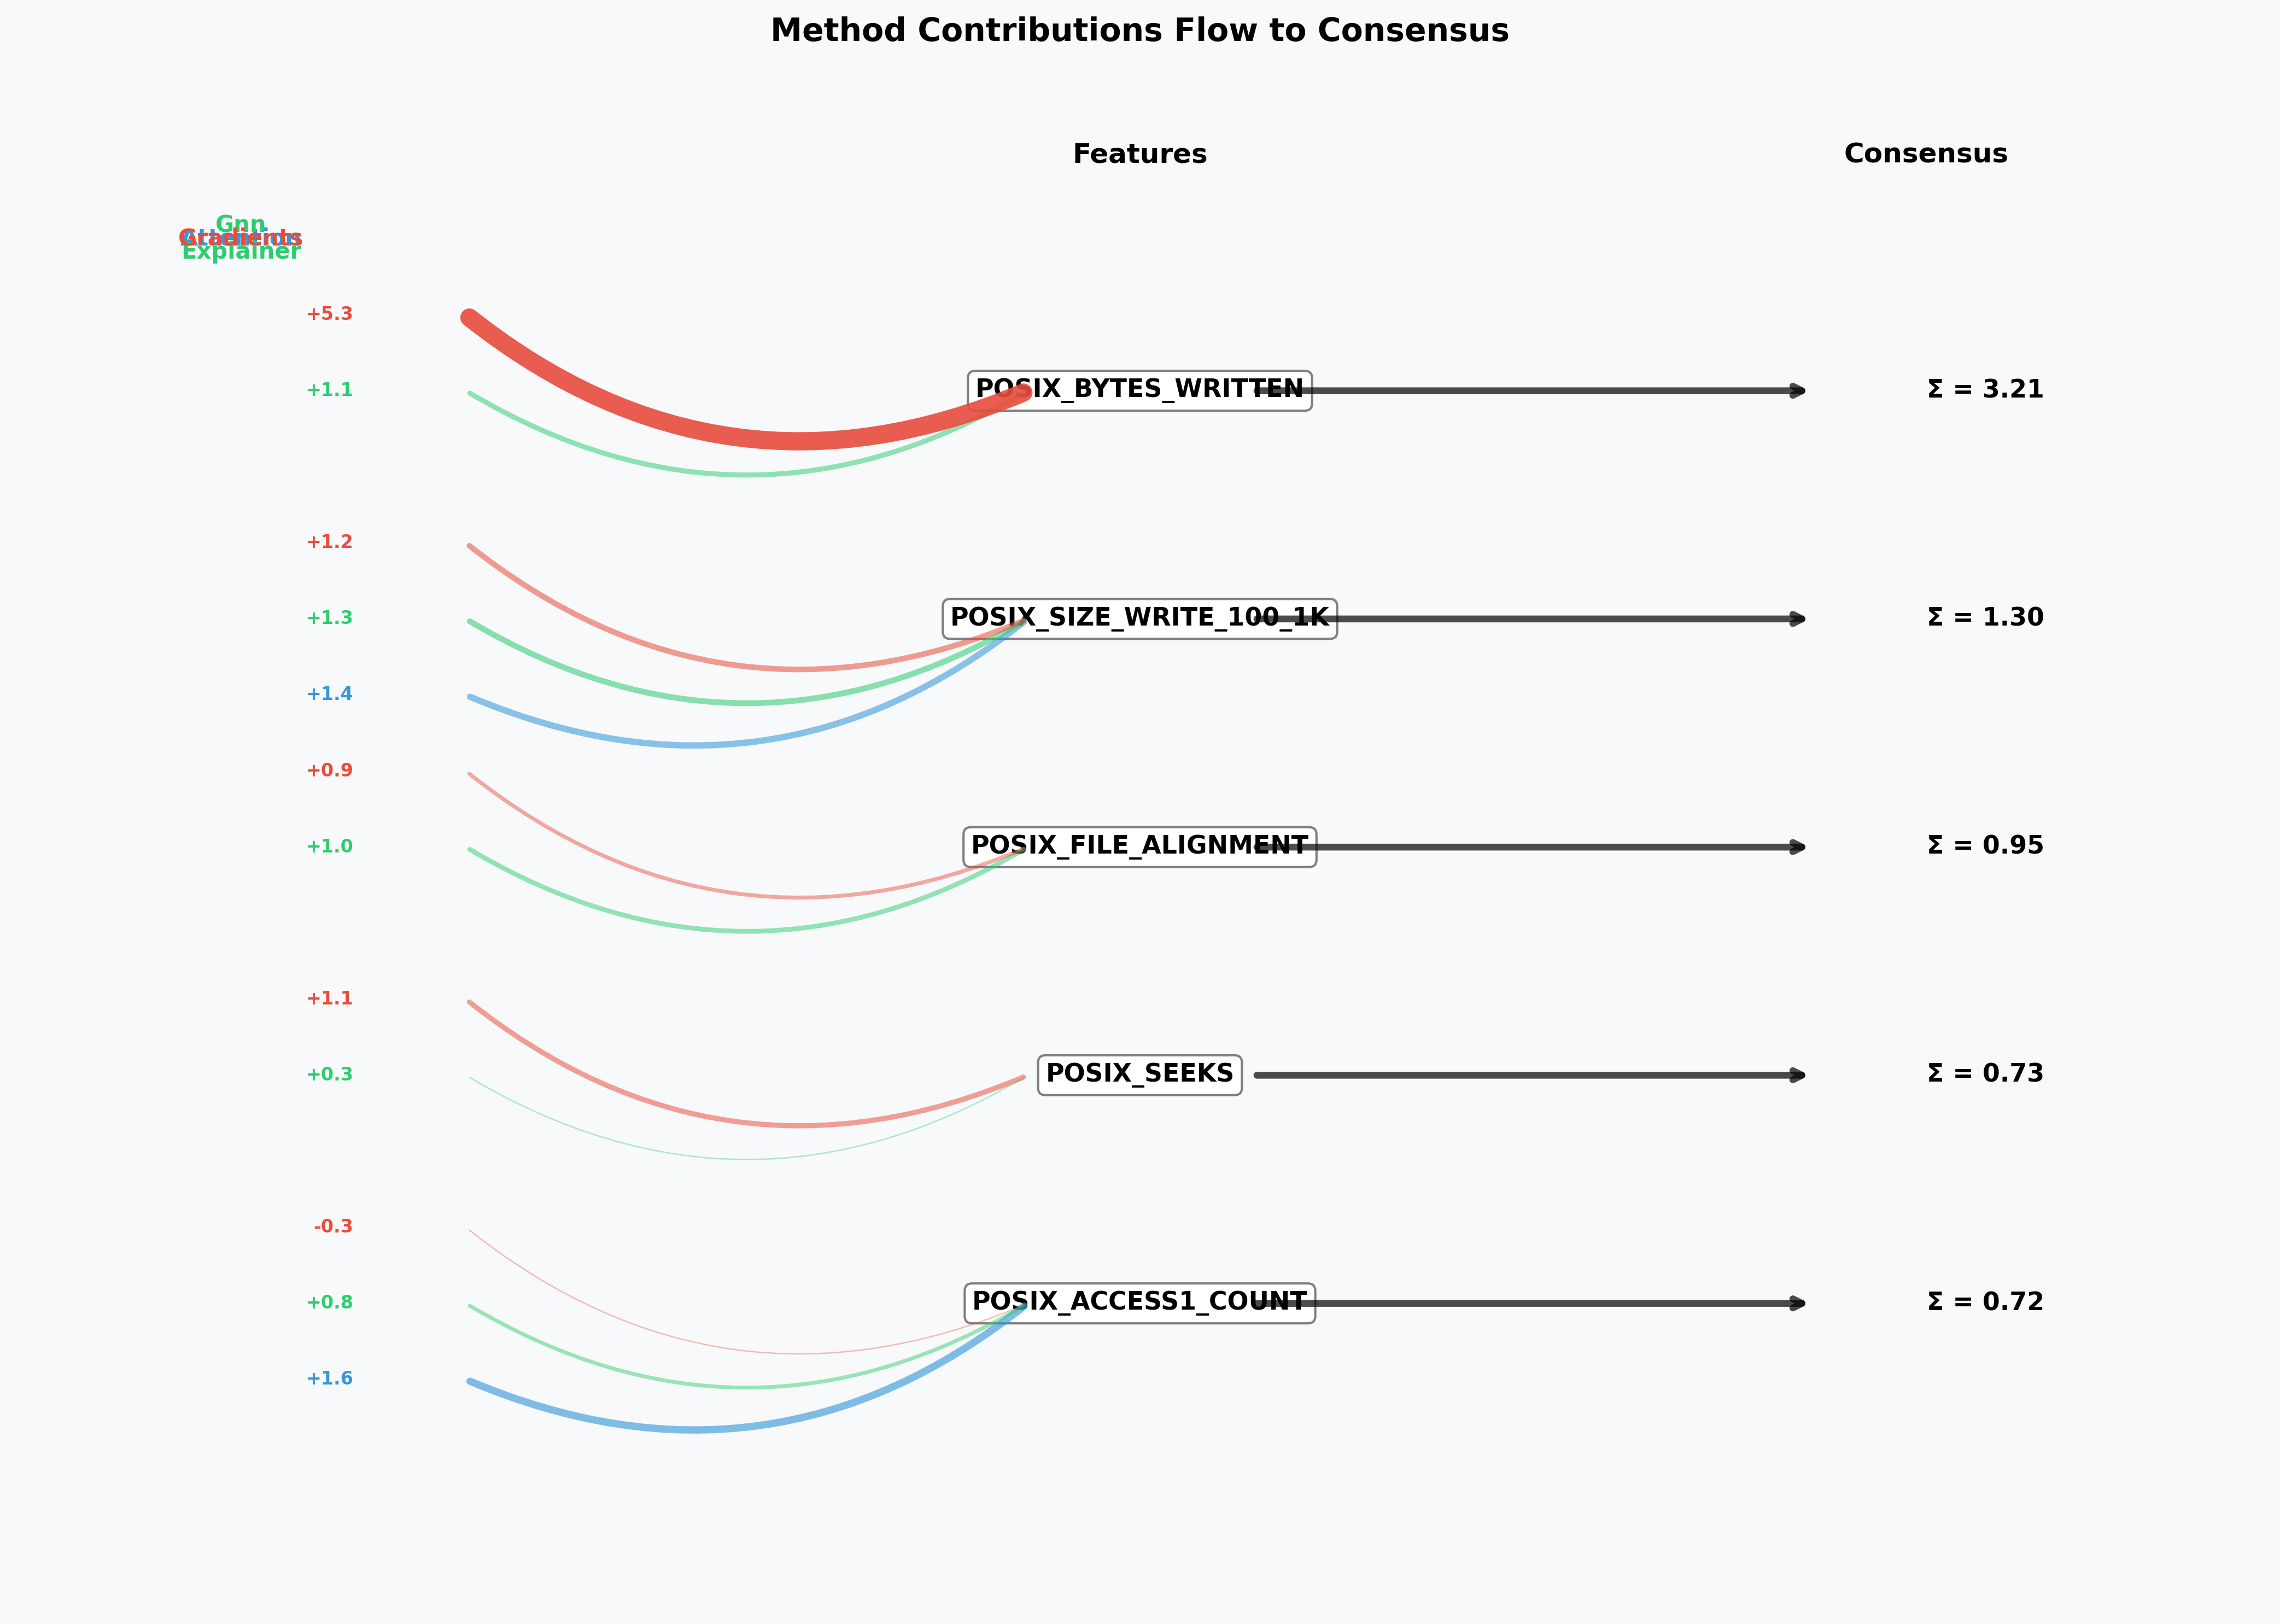 Method Contributions Flow to Consensus
Features
Consensus
Gnn
Explainer
Gradients
+5.3
+1.1
POSIX_BYTES_WRITTEN
Σ = 3.21
+1.2
+1.3
+1.4
POSIX_SIZE_WRITE_100_1K
Σ = 1.30
+0.9
+1.0
POSIX_FILE_ALIGNMENT
Σ = 0.95
+1.1
+0.3
POSIX_SEEKS
Σ = 0.73
-0.3
+0.8
+1.6
POSIX_ACCESS1_COUNT
Σ = 0.72